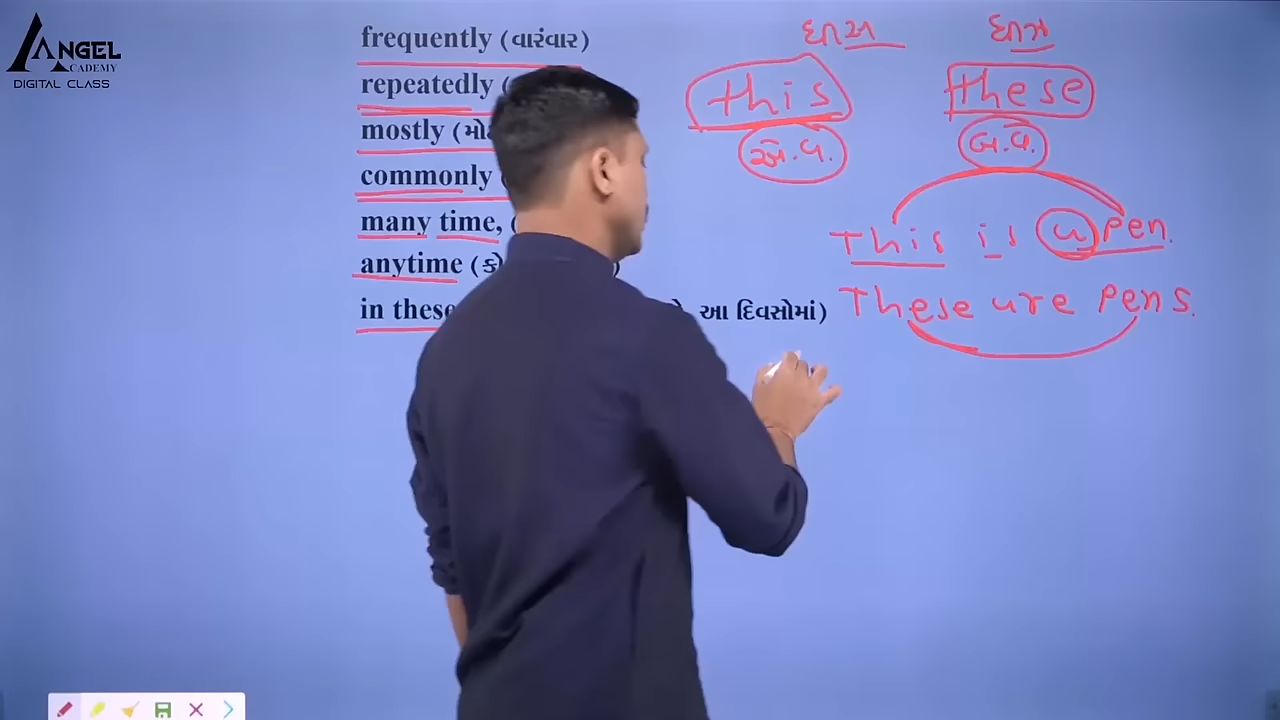 ANGEL
ACADEMY
DIGITAL CLASS
frequently (વારંવાર)
repeatedly (
mostly (મો
commonly
many time, (
anytime (કો
in these
આ દિવસોમાં)
this
these
એ.વ.
બ.વ.
This is a pen.
These are pens.